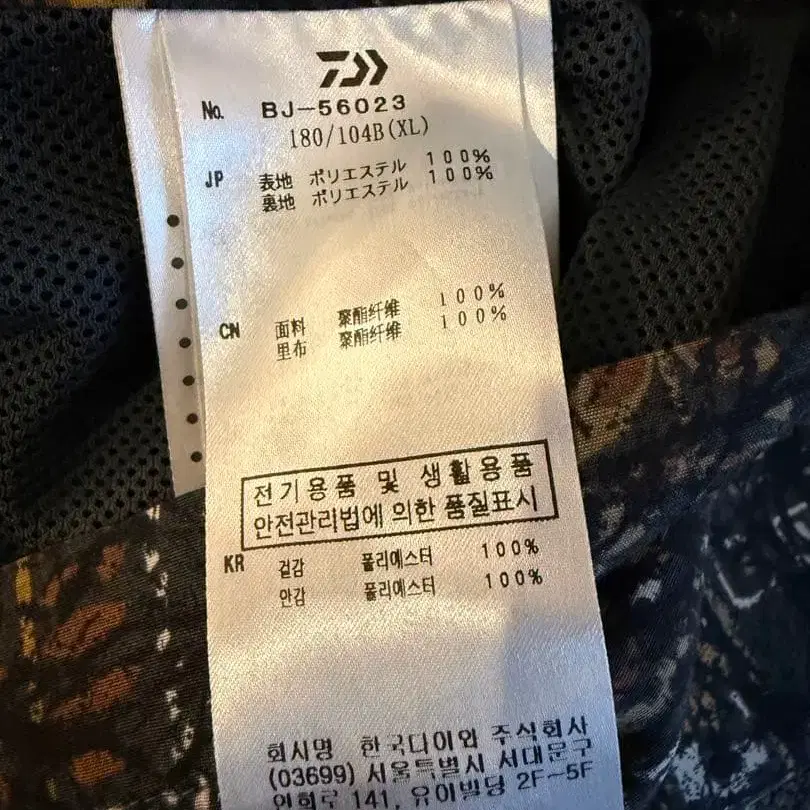 No. BJ-56023
180/104B(XL)
JP 表地 ポリエステル 100%
裏地 ポリエステル 100%
CN 面料 聚酯纤维 100%
里布 聚酯纤维 100%
전기용품 및 생활용품
안전관리법에 의한 품질표시
KR 겉감 폴리에스터 100%
안감 폴리에스터 100%
회사명 한국다이와 주식회사
(03699) 서울특별시 서대문구
연희로 141, 유이빌딩 2F~5F